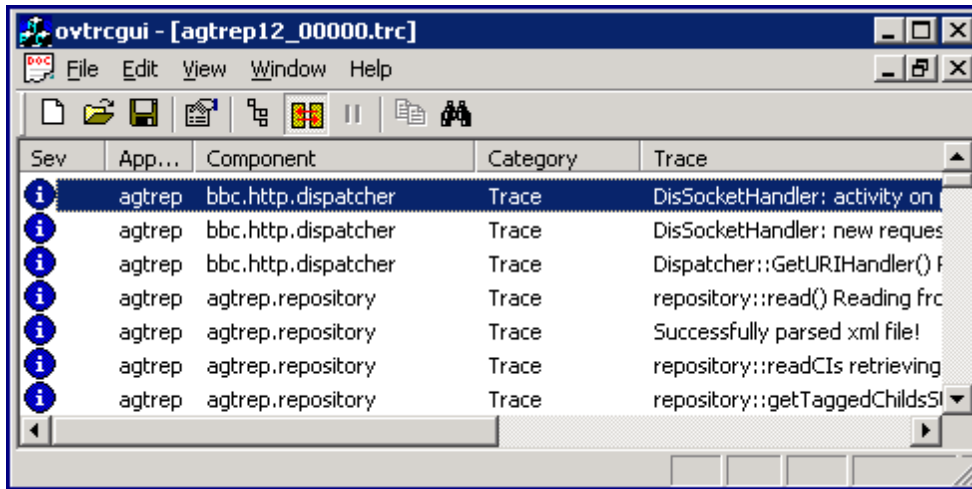 ovtrcgui - [agtrep12_00000.trc]
File Edit View Window Help
Sev App... Component Category Trace
agtrep bbc.http.dispatcher Trace DisSocketHandler: activity on
agtrep bbc.http.dispatcher Trace DisSocketHandler: new reques
agtrep bbc.http.dispatcher Trace Dispatcher::GetURIHandler()
agtrep agtrep.repository Trace repository::read() Reading fro
agtrep agtrep.repository Trace Successfully parsed xml file!
agtrep agtrep.repository Trace repository::readCIs retrieving
agtrep agtrep.repository Trace repository::getTaggedChildsS